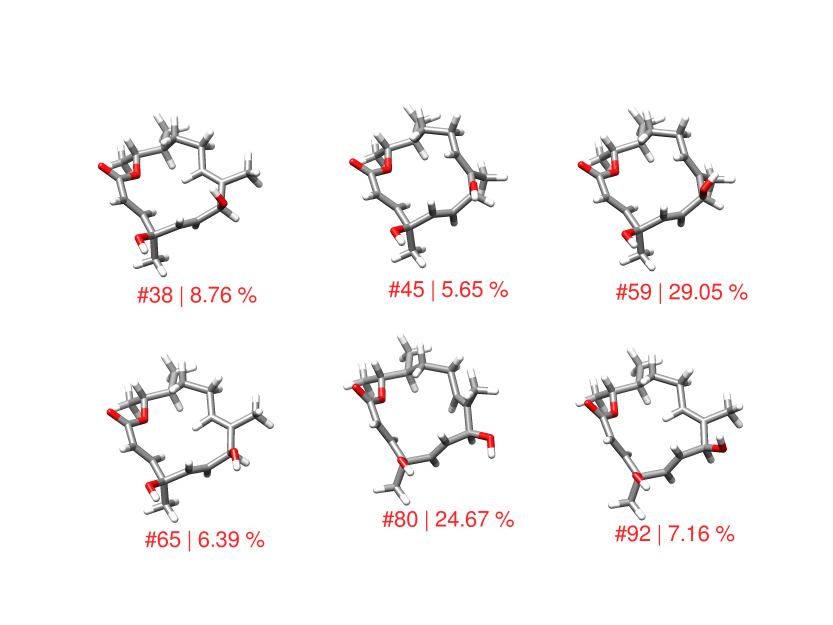 #38 | 8.76 %
#45 | 5.65 %
#59 | 29.05 %
#65 | 6.39 %
#80 | 24.67 %
#92 | 7.16 %